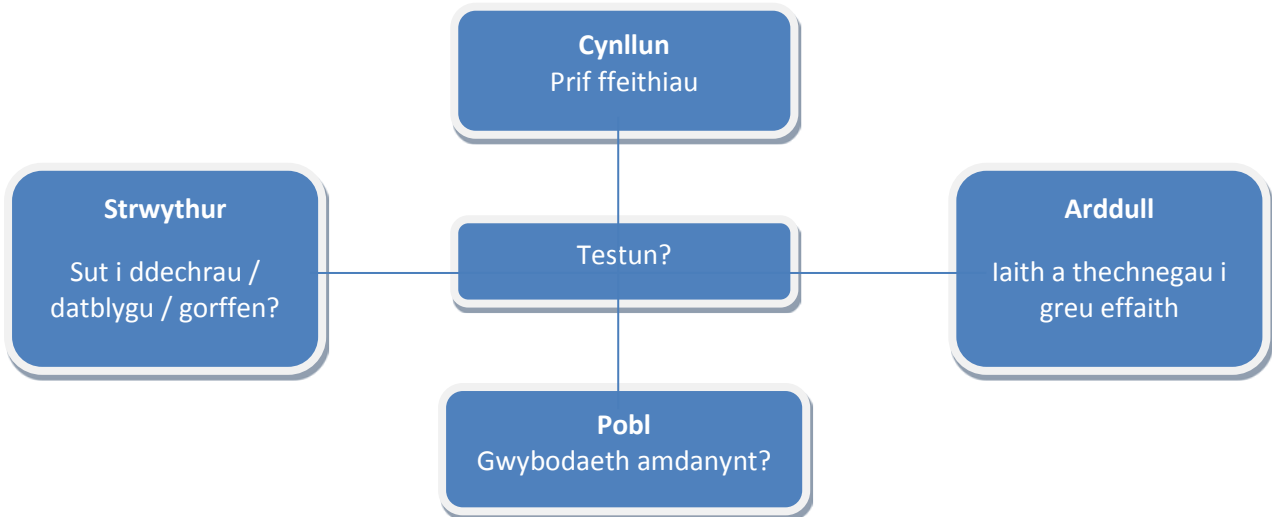 Cynllun
Prif ffeithiau
Strwythur
Sut i ddechrau /
datblygu / gorffen?
Testun?
Arddull
Iaith a thechnegau i
greu effaith
Pobl
Gwybodaeth amdanynt?